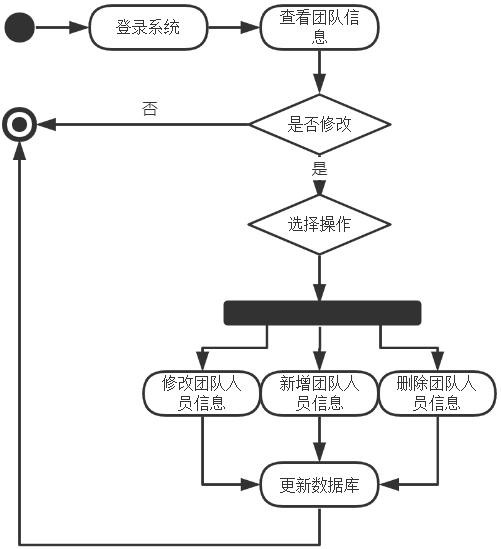 登录系统
查看团队信
息
否
是否修改
是
选择操作
修改团队人
员信息
新增团队人
员信息
删除团队人
员信息
更新数据库